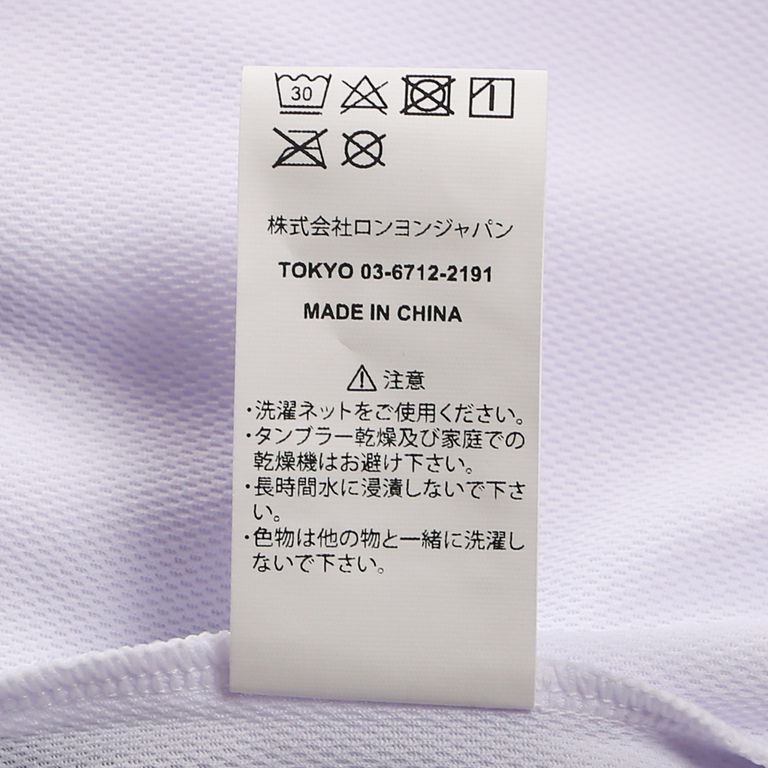 30
株式会社ロンヨンジャパン
TOKYO 03-6712-2191
MADE IN CHINA
注意
・洗濯ネットをご使用ください。
・タンブラー乾燥及び家庭での
乾燥機はお避け下さい。
・長時間水に浸漬しないで下さ
い。
・色物は他の物と一緒に洗濯し
ないで下さい。